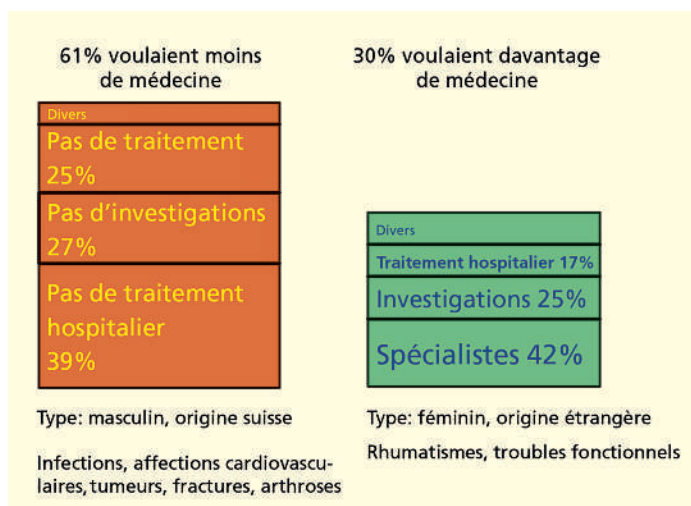 61% voulaient moins
de médecine
Divers
Pas de traitement
25%
Pas d'investigations
27%
Pas de traitement
hospitalier
39%
Type: masculin, origine suisse
Infections, affections cardiovascu-
laires, tumeurs, fractures, arthroses
30% voulaient davantage
de médecine
Divers
Traitement hospitalier 17%
Investigations 25%
Spécialistes 42%
Type: féminin, origine étrangère
Rhumatismes, troubles fonctionnels